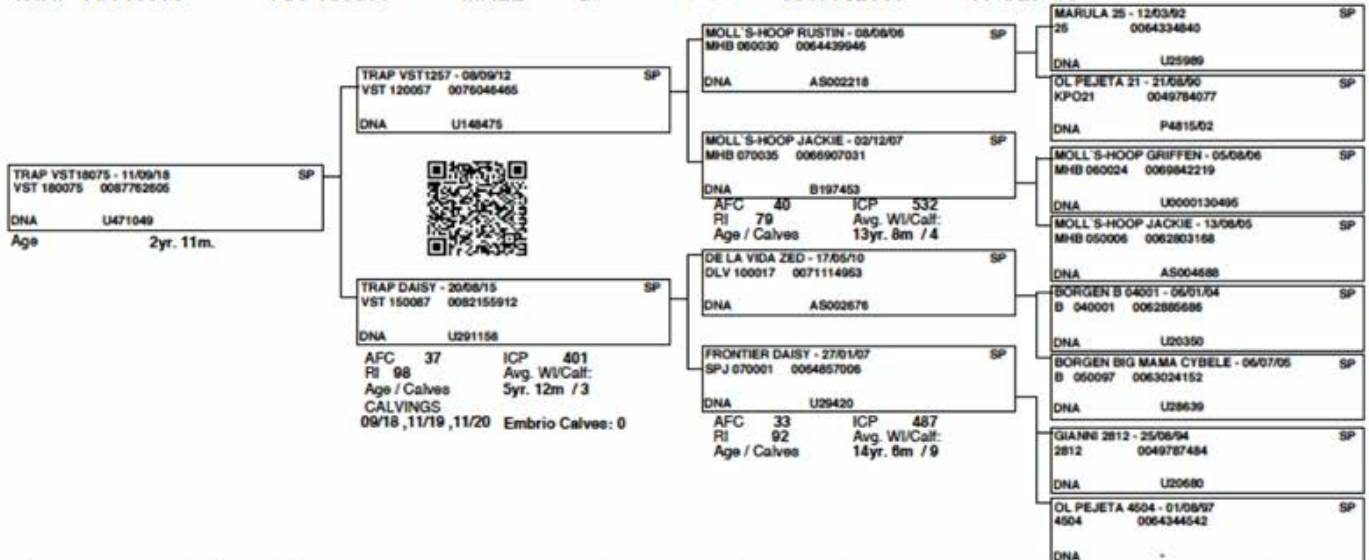 TRAP VST18075 - 11/09/18 SP
VST 180075 0087762605
DNA U471049
Age 2yr. 11m.
TRAP VST1257 - 08/09/12 SP
VST 120057 0076046465
DNA U148475
TRAP DAISY - 20/08/15 SP
VST 150087 0082155912
DNA U291156
AFC 37 ICP 401
RI 98 Avg. WI/Calf:
Age / Calves 5yr. 12m / 3
CALVINGS
09/18 ,11/19 ,11/20 Embrio Calves: 0
MOLL`S-HOOP RUSTIN - 08/08/06 SP
MHB 060030 0064439946
DNA AS002218
MOLL`S-HOOP JACKIE - 02/12/07 SP
MHB 070035 0066907031
DNA B197453
AFC 40 ICP 532
RI 79 Avg. WI/Calf:
Age / Calves 13yr. 8m / 4
DE LA VIDA ZED - 17/05/10 SP
DLV 100017 0071114953
DNA AS002676
FRONTIER DAISY - 27/01/07 SP
SPJ 070001 0064857006
DNA U29420
AFC 33 ICP 487
RI 92 Avg. WI/Calf:
Age / Calves 14yr. 6m / 9
MARULA 25 - 12/03/92 SP
25 0064334840
DNA U25989
OL PEJETA 21 - 21/08/90 SP
KPO21 0049784077
DNA P4815/02
MOLL`S-HOOP GRIFFEN - 05/08/06 SP
MHB 060024 0069842219
DNA U0000130495
MOLL`S-HOOP JACKIE - 13/08/05 SP
MHB 050006 0062803168
DNA AS004688
BORGEN B 04001 - 06/01/04 SP
B 040001 0062885686
DNA U20350
BORGEN BIG MAMA CYBELE - 06/07/05 SP
B 050097 0063024152
DNA U28639
GIANNI 2812 - 25/08/94 SP
2812 0049787484
DNA U20680
OL PEJETA 4504 - 01/08/97 SP
4504 0064344542
DNA -